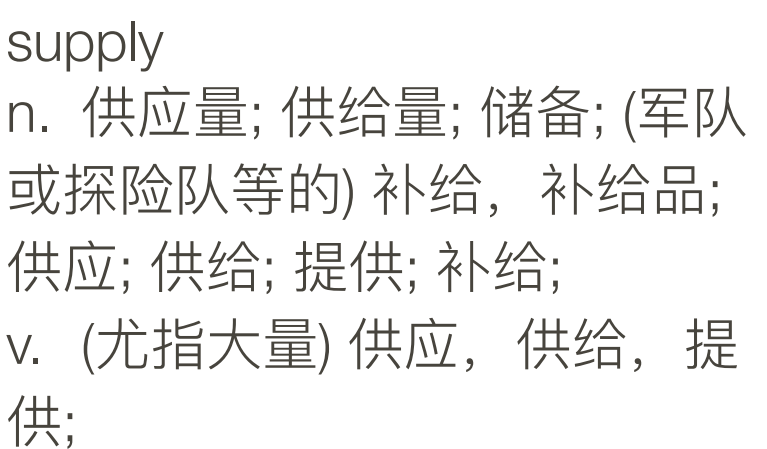 supply
n.  供应量; 供给量; 储备; (军队
或探险队等的) 补给，补给品;
供应; 供给; 提供; 补给;
v.  (尤指大量) 供应，供给，提
供;